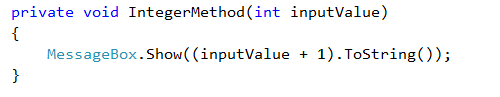 private void IntegerMethod(int inputValue)
{
    MessageBox.Show((inputValue + 1).ToString());
}